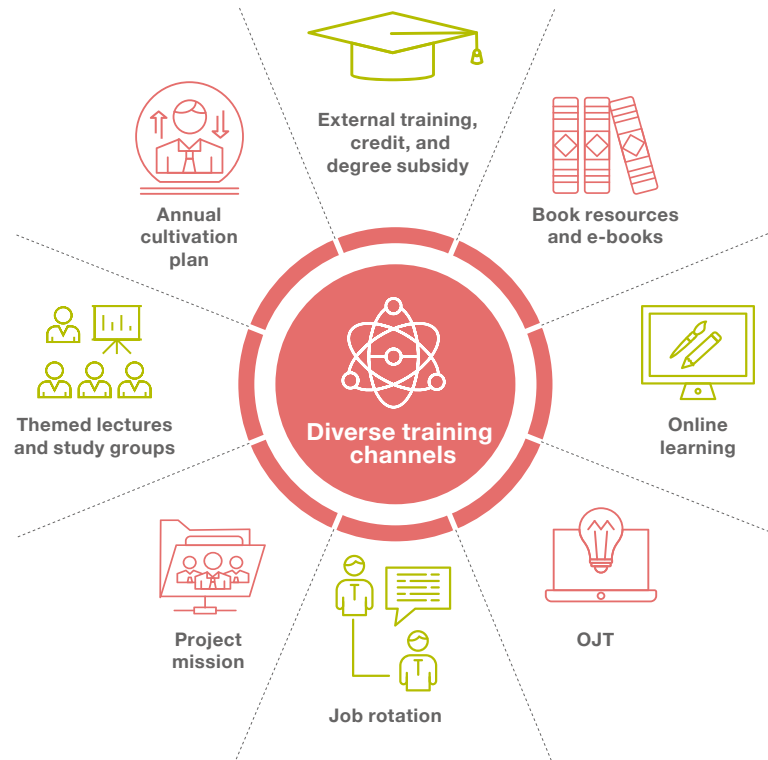 External training,
credit, and
degree subsidy
Book resources
and e-books
Online
learning
OJT
Job rotation
Project
mission
Themed lectures
and study groups
Annual
cultivation
plan
Diverse training
channels